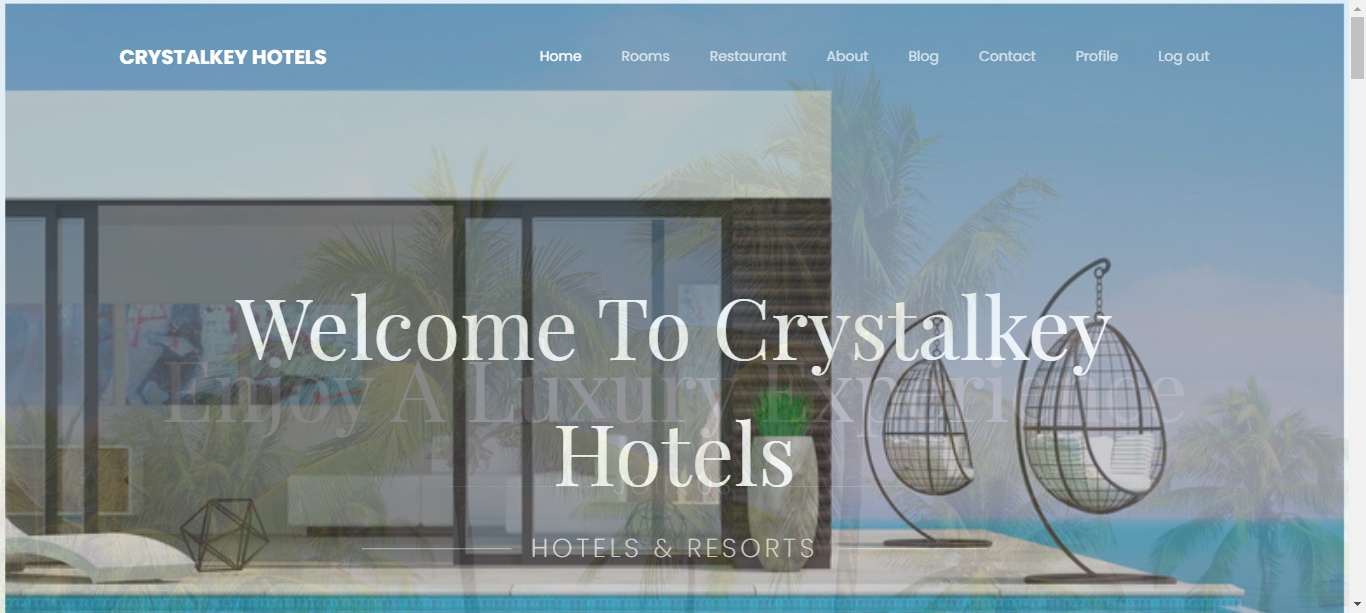 CRYSTALKEY HOTELS
Home Rooms Restaurant About Blog Contact Profile Log out
Welcome To Crystalkey
Enjoy A Luxury Experience
Hotels
HOTELS & RESORTS